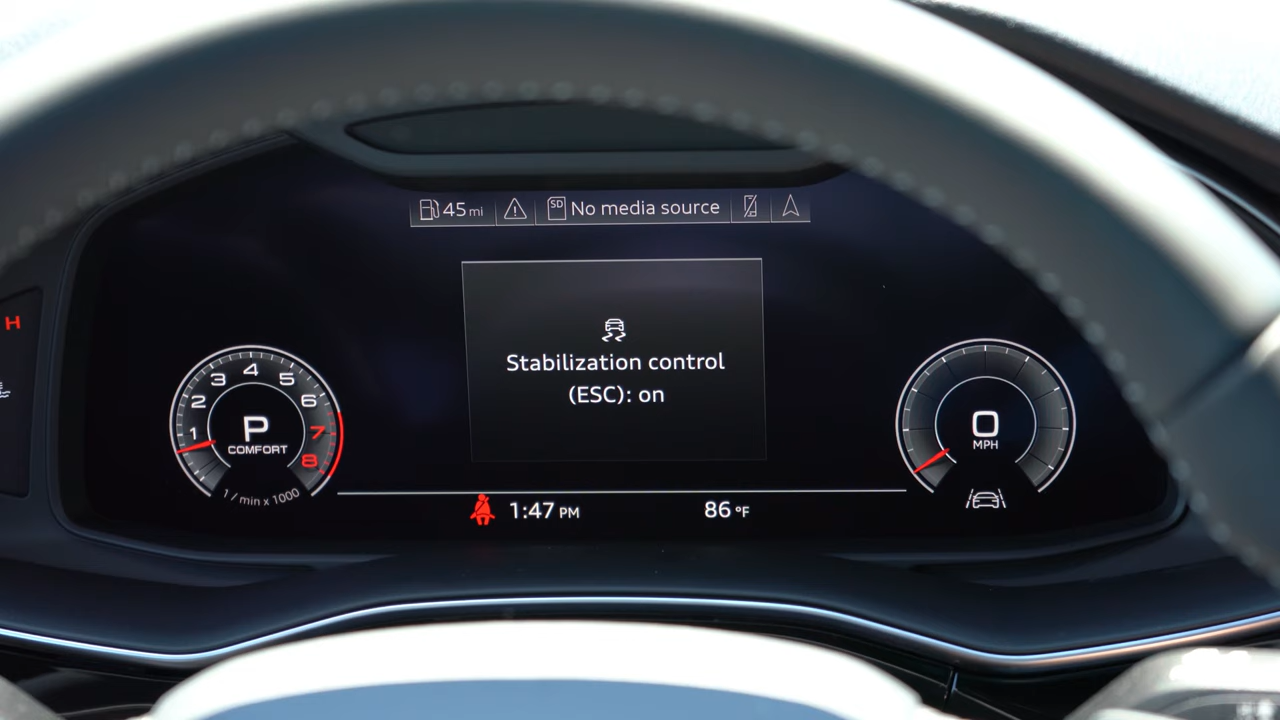 45 mi
SD No media source
Stabilization control
(ESC): on
1 2 3 4 5 6 7 8
P
COMFORT
1 / min x 1000
0
MPH
H
1:47 PM
86 °F